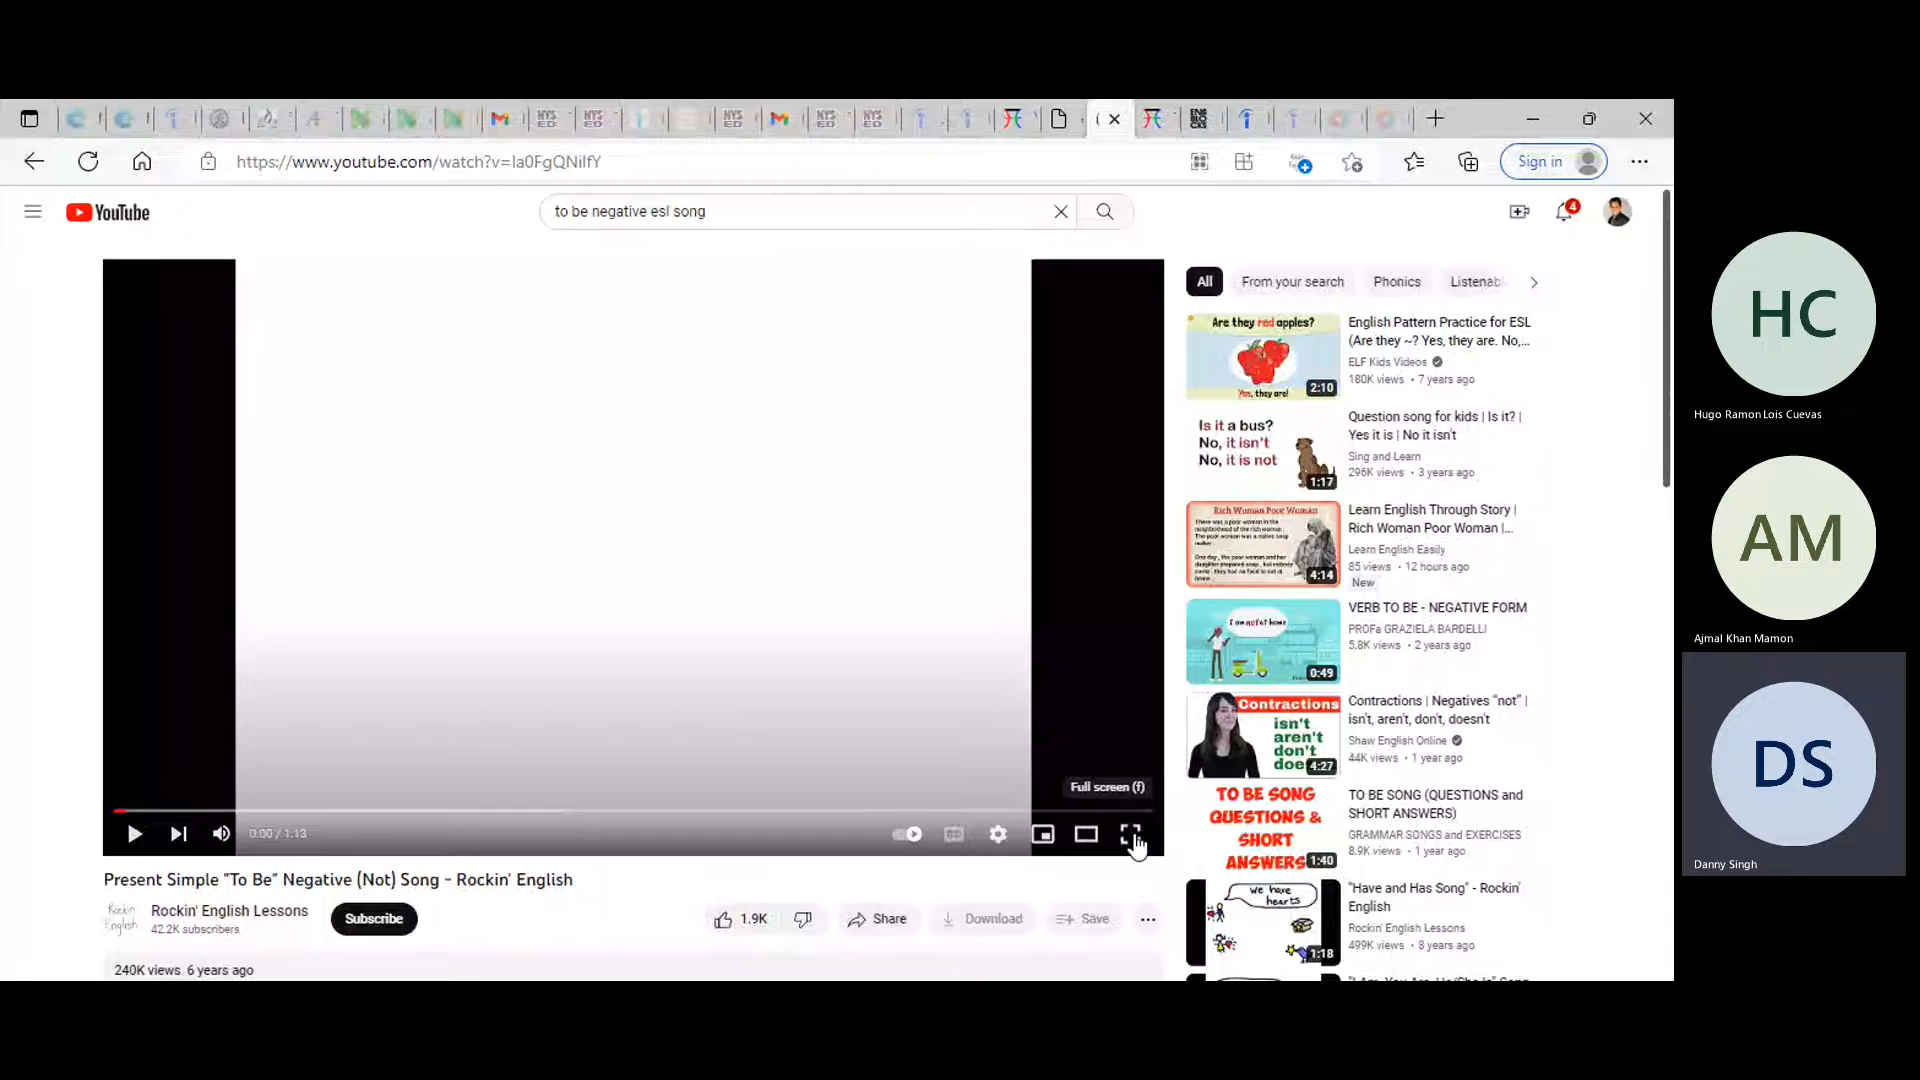 https://www.youtube.com/watch?v=Ia0FgQNiIfY
Sign in
YouTube
to be negative esl song
4
All
From your search
Phonics
Listenab
Are they red apples?
Yes, they are!
2:10
English Pattern Practice for ESL
(Are they ~? Yes, they are. No,...
ELF Kids Videos
180K views • 7 years ago
Is it a bus?
No, it isn't
No, it is not
1:17
Question song for kids | Is it? |
Yes it is | No it isn't
Sing and Learn
296K views • 3 years ago
Rich Woman Poor Woman
4:14
Learn English Through Story |
Rich Woman Poor Woman |...
Learn English Easily
85 views • 12 hours ago
New
I am not at home
0:49
VERB TO BE - NEGATIVE FORM
PROFa GRAZIELA BARDELLI
5.8K views • 2 years ago
Contractions
isn't
aren't
don't
doe
4:27
Contractions | Negatives "not" |
isn't, aren't, don't, doesn't
Shaw English Online
44K views • 1 year ago
TO BE SONG
QUESTIONS &
SHORT
ANSWERS
1:40
TO BE SONG (QUESTIONS and
SHORT ANSWERS)
GRAMMAR SONGS and EXERCISES
8.9K views • 1 year ago
we have
hearts
1:18
"Have and Has Song" - Rockin'
English
Rockin' English Lessons
499K views • 8 years ago
Full screen (f)
0:00 / 1:13
Present Simple "To Be" Negative (Not) Song - Rockin' English
Rockin
English
Rockin' English Lessons
42.2K subscribers
Subscribe
1.9K
Share
Download
Save
240K views 6 years ago
HC
Hugo Ramon Lois Cuevas
AM
Ajmal Khan Mamon
DS
Danny Singh